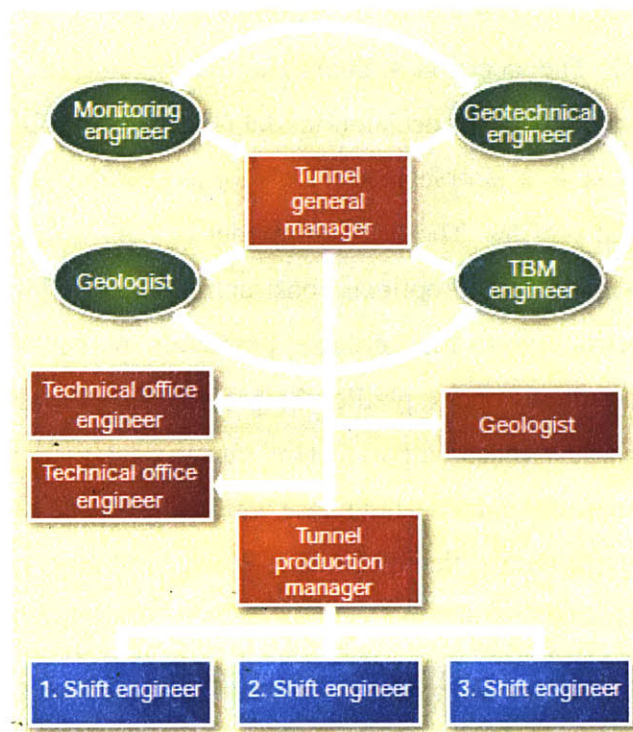 Monitoring
engineer
Geotechnical
engineer
Tunnel
general
manager
Geologist
TBM
engineer
Technical office
engineer
Geologist
Technical office
engineer
Tunnel
production
manager
1. Shift engineer
2. Shift engineer
3. Shift engineer